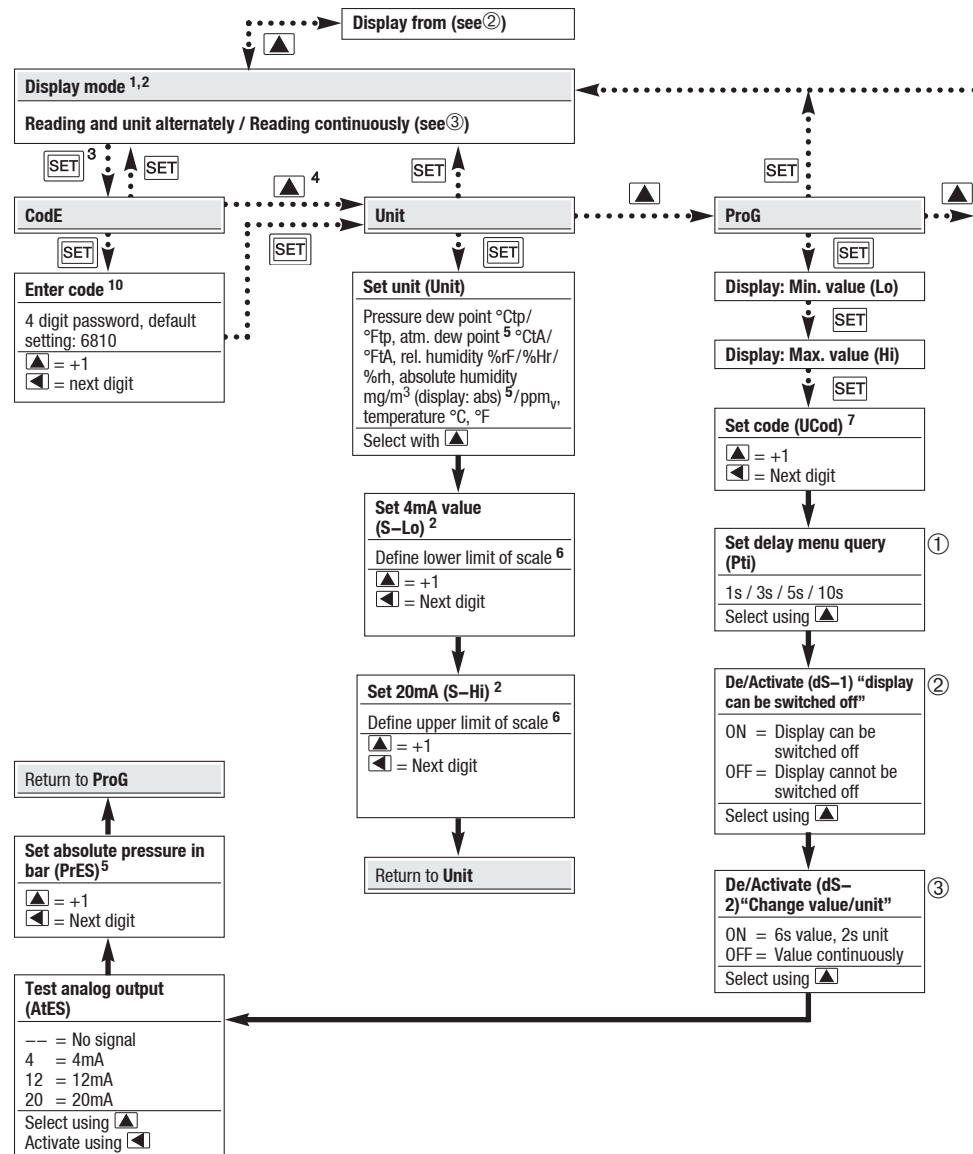 Display from (see②)
▲
Display mode 1,2
Reading and unit alternately / Reading continuously (see③)
SET 3
SET
SET
SET
CodE
▲ 4
Unit
▲
ProG
▲
SET
SET
SET
SET
Enter code 10
4 digit password, default
setting: 6810
▲ = +1
◀ = next digit
Set unit (Unit)
Pressure dew point °Ctp/
°Ftp, atm. dew point 5 °CtA/
°FtA, rel. humidity %rF/%Hr/
%rh, absolute humidity
mg/m3 (display: abs) 5/ppmv,
temperature °C, °F
Select with ▲
Set 4mA value
(S–Lo) 2
Define lower limit of scale 6
▲ = +1
◀ = Next digit
Set 20mA (S–Hi) 2
Define upper limit of scale 6
▲ = +1
◀ = Next digit
Return to Unit
Display: Min. value (Lo)
SET
Display: Max. value (Hi)
SET
Set code (UCod) 7
▲ = +1
◀ = Next digit
Set delay menu query
(Pti)
①
1s / 3s / 5s / 10s
Select using ▲
De/Activate (dS–1) “display
can be switched off”
②
ON = Display can be
switched off
OFF = Display cannot be
switched off
Select using ▲
De/Activate (dS–
2)“Change value/unit”
③
ON = 6s value, 2s unit
OFF = Value continuously
Select using ▲
Return to ProG
Set absolute pressure in
bar (PrES)5
▲ = +1
◀ = Next digit
Test analog output
(AtES)
–– = No signal
4 = 4mA
12 = 12mA
20 = 20mA
Select using ▲
Activate using ◀